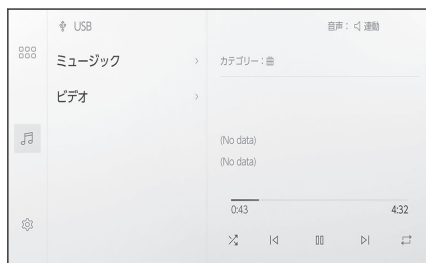 USB
音声： 連動
ミュージック
カテゴリー：曲
ビデオ
(No data)
(No data)
0:43
4:32